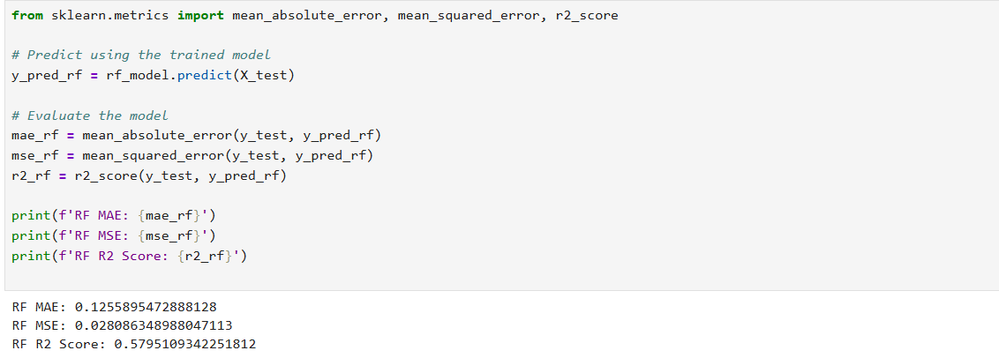 from sklearn.metrics import mean_absolute_error, mean_squared_error, r2_score
# Predict using the trained model
y_pred_rf = rf_model.predict(X_test)
# Evaluate the model
mae_rf = mean_absolute_error(y_test, y_pred_rf)
mse_rf = mean_squared_error(y_test, y_pred_rf)
r2_rf = r2_score(y_test, y_pred_rf)
print(f'RF MAE: {mae_rf}')
print(f'RF MSE: {mse_rf}')
print(f'RF R2 Score: {r2_rf}')
RF MAE: 0.1255895472888128
RF MSE: 0.028086348988047113
RF R2 Score: 0.5795109342251812